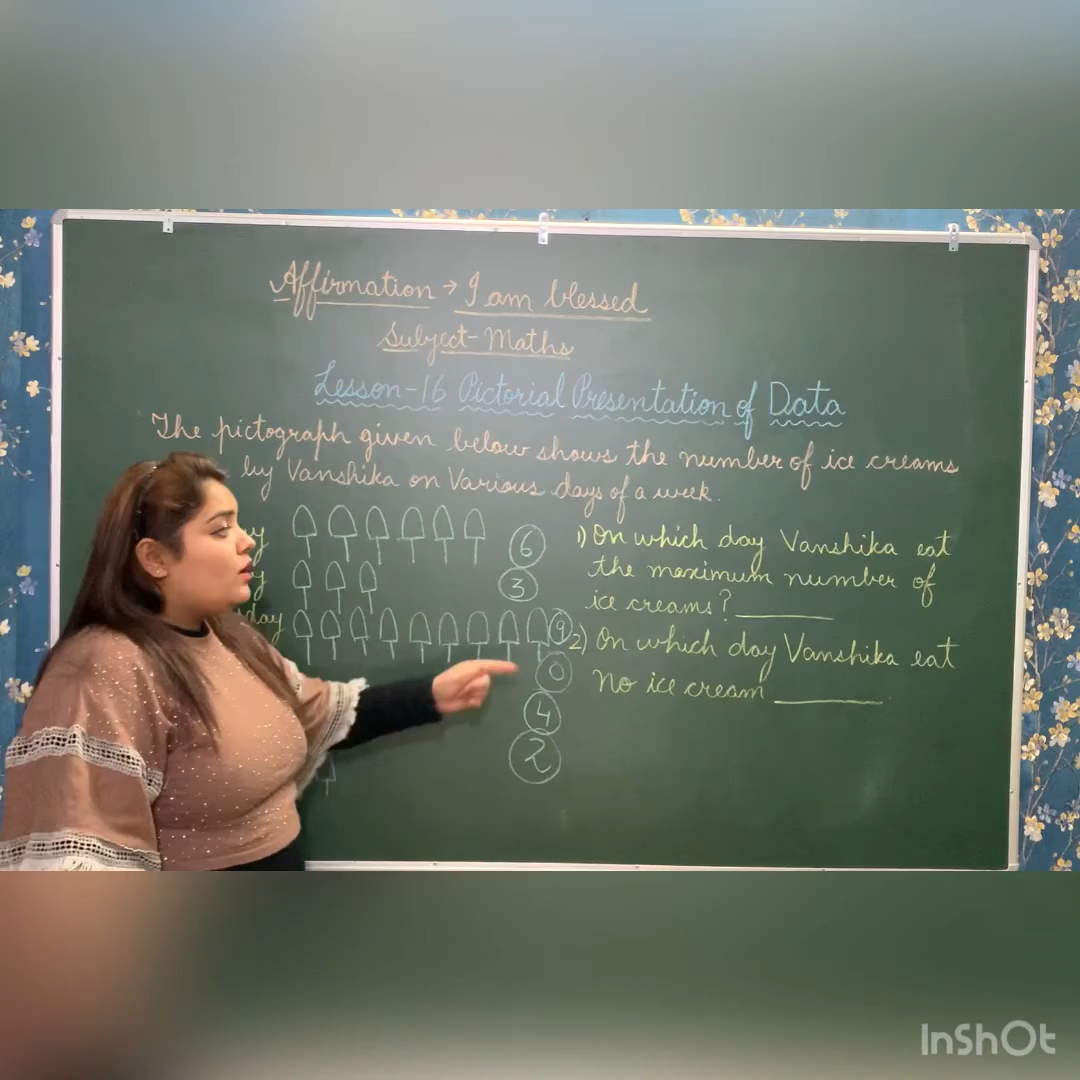 Affirmation → I am blessed
Subject - Maths
Lesson-16 Pictorial Presentation of Data
The pictograph given below shows the number of ice creams
by Vanshika on Various days of a week.
6
3
9
0
4
2
1) On which day Vanshika eat
the maximum number of
ice creams? ______
2) On which day Vanshika eat
No ice cream ______
InShOt